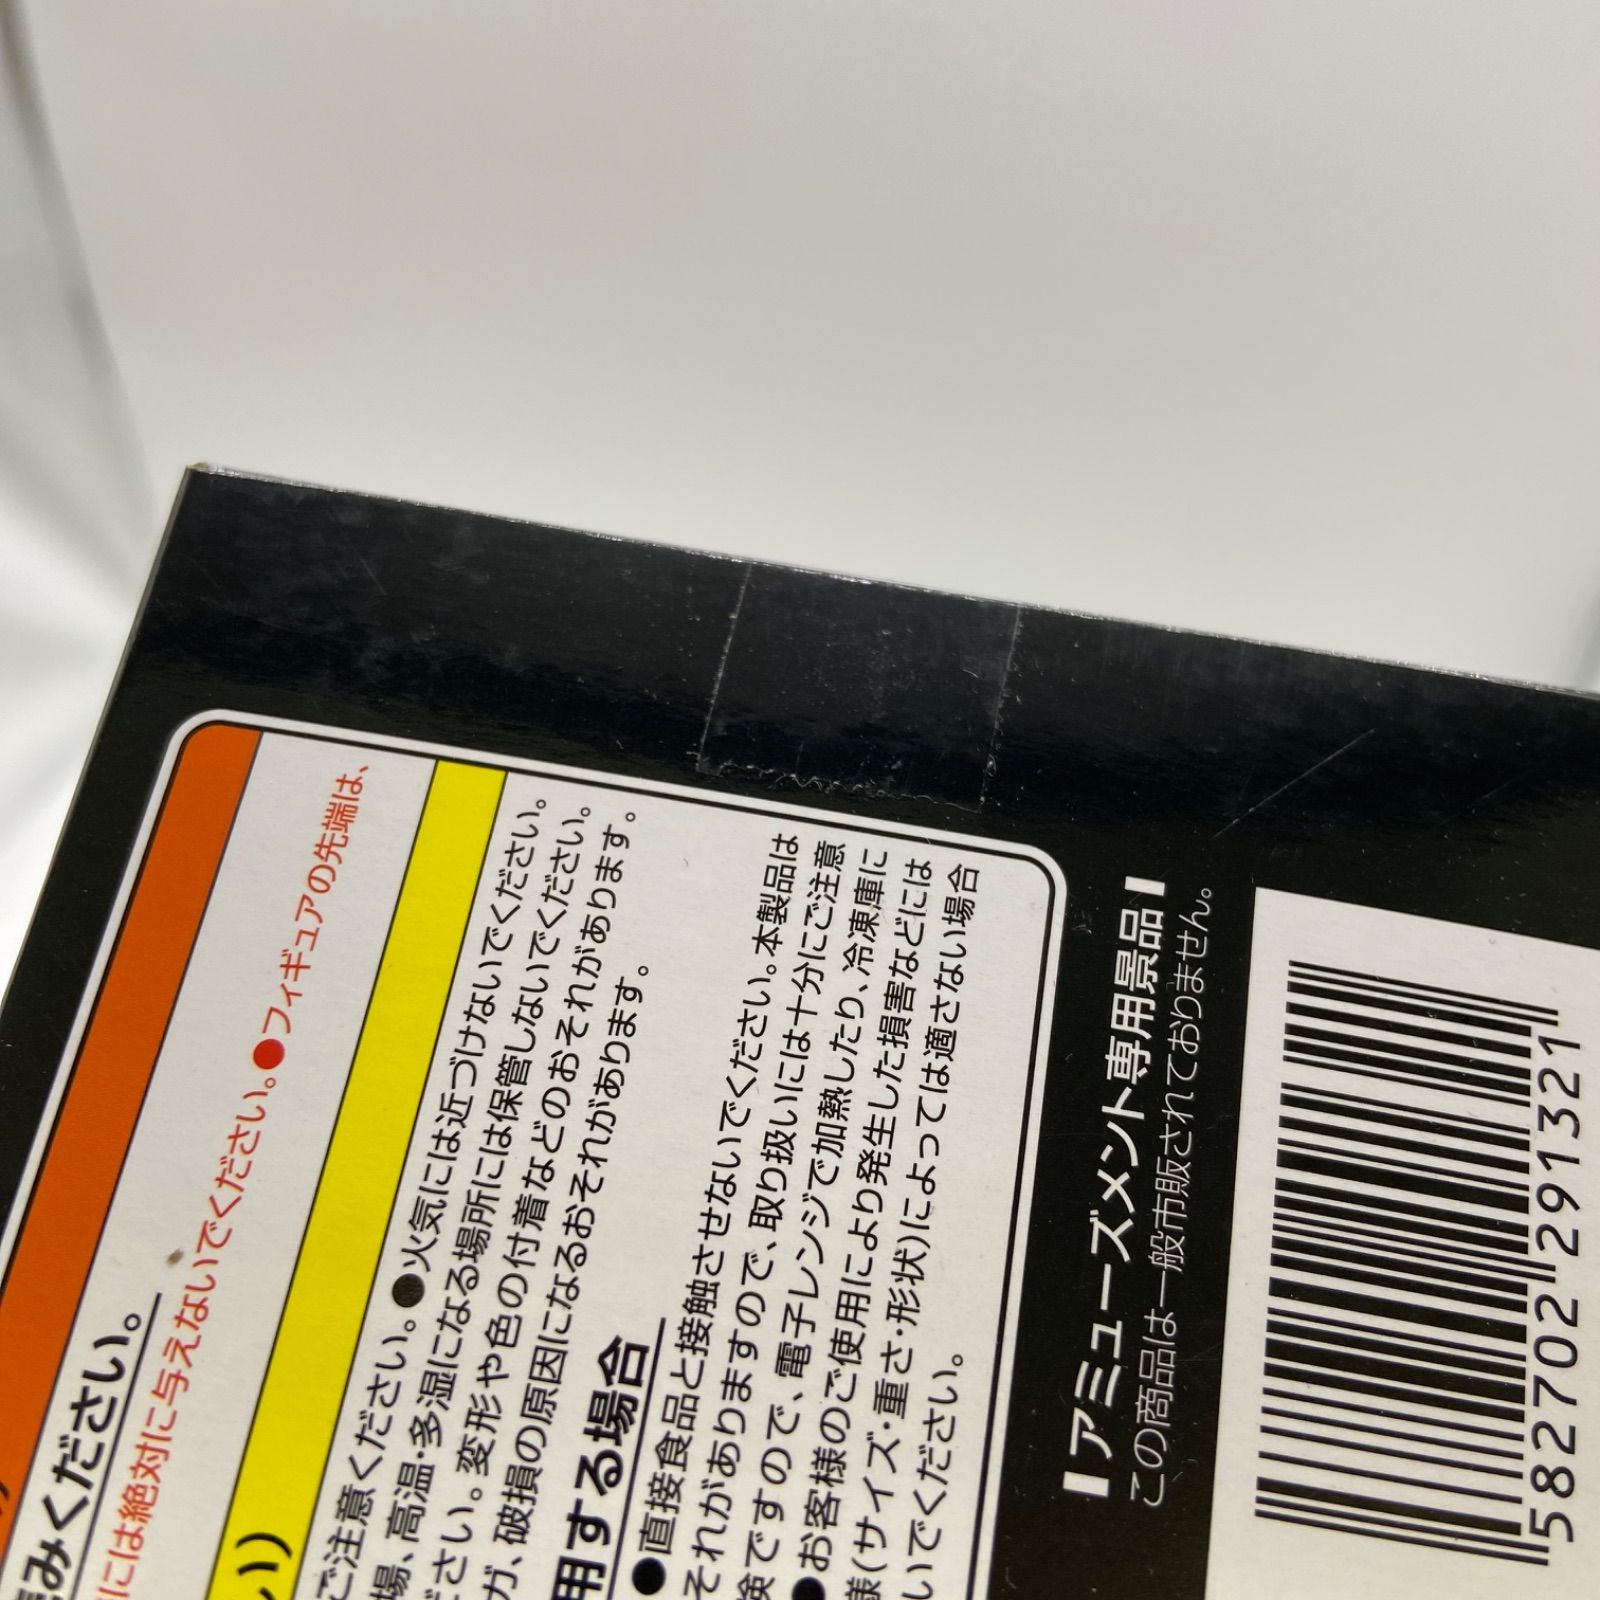 読みください。
には絶対に与えないでください。●フィギュアの先端は、
い)
ご注意ください。●火気には近づけないでください。
場、高温・多湿になる場所には保管しないでください。
ださい。変形や色の付着などのおそれがあります。
ガ、破損の原因になるおそれがあります。
用する場合
●直接食品と接触させないでください。本製品は
それがありますので、取り扱いには十分にご注意
険ですので、電子レンジで加熱したり、冷凍庫に
●お客様のご使用により発生した損害などには
様(サイズ・重さ・形状)によっては適さない場合
いでください。
【アミューズメント専用景品】
この商品は一般市販されておりません。
582702 291321